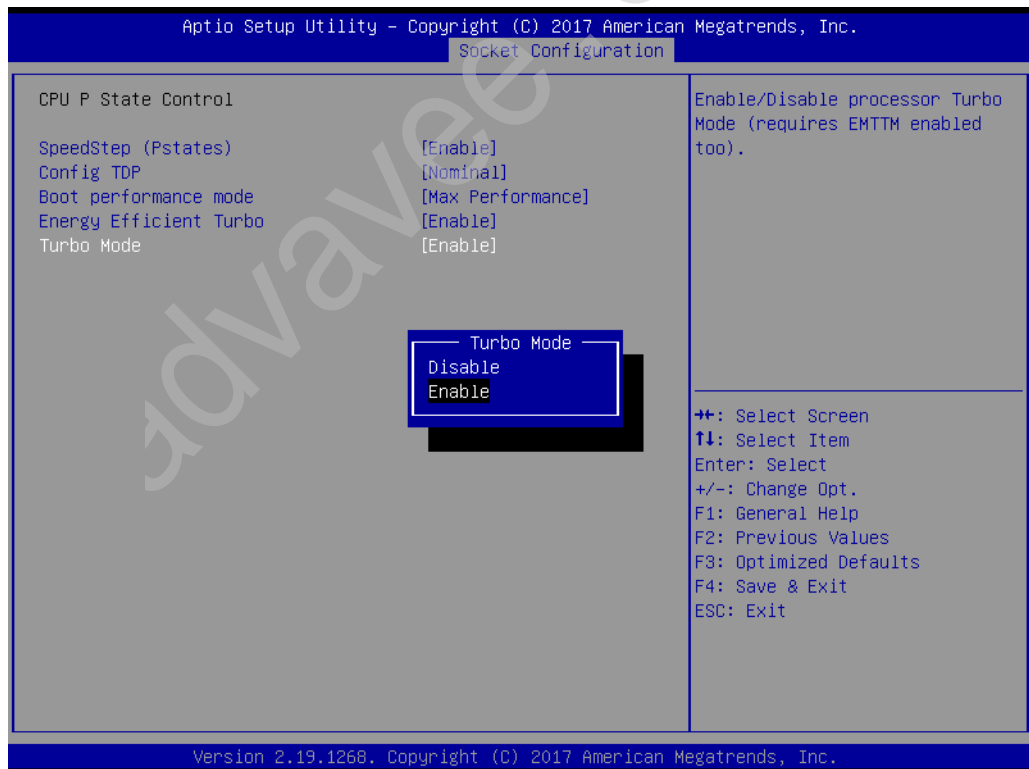 Aptio Setup Utility – Copyright (C) 2017 American Megatrends, Inc.
Socket Configuration
CPU P State Control
SpeedStep (Pstates) [Enable]
Config TDP [Nominal]
Boot performance mode [Max Performance]
Energy Efficient Turbo [Enable]
Turbo Mode [Enable]
Enable/Disable processor Turbo
Mode (requires EMTTM enabled
too).
Turbo Mode
Disable
Enable
→←: Select Screen
↑↓: Select Item
Enter: Select
+/-: Change Opt.
F1: General Help
F2: Previous Values
F3: Optimized Defaults
F4: Save & Exit
ESC: Exit
Version 2.19.1268. Copyright (C) 2017 American Megatrends, Inc.